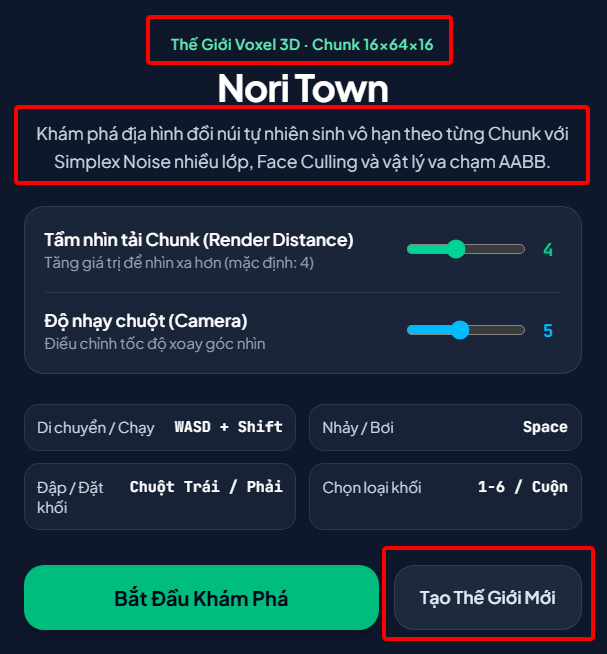 Thế Giới Voxel 3D · Chunk 16×64×16
Nori Town
Khám phá địa hình đồi núi tự nhiên sinh vô hạn theo từng Chunk với
Simplex Noise nhiều lớp, Face Culling và vật lý va chạm AABB.
Tầm nhìn tải Chunk (Render Distance)
Tăng giá trị để nhìn xa hơn (mặc định: 4)
4
Độ nhạy chuột (Camera)
Điều chỉnh tốc độ xoay góc nhìn
5
Di chuyển / Chạy WASD + Shift
Nhảy / Bơi Space
Đập / Đặt khối Chuột Trái / Phải
Chọn loại khối 1-6 / Cuộn
Bắt Đầu Khám Phá
Tạo Thế Giới Mới